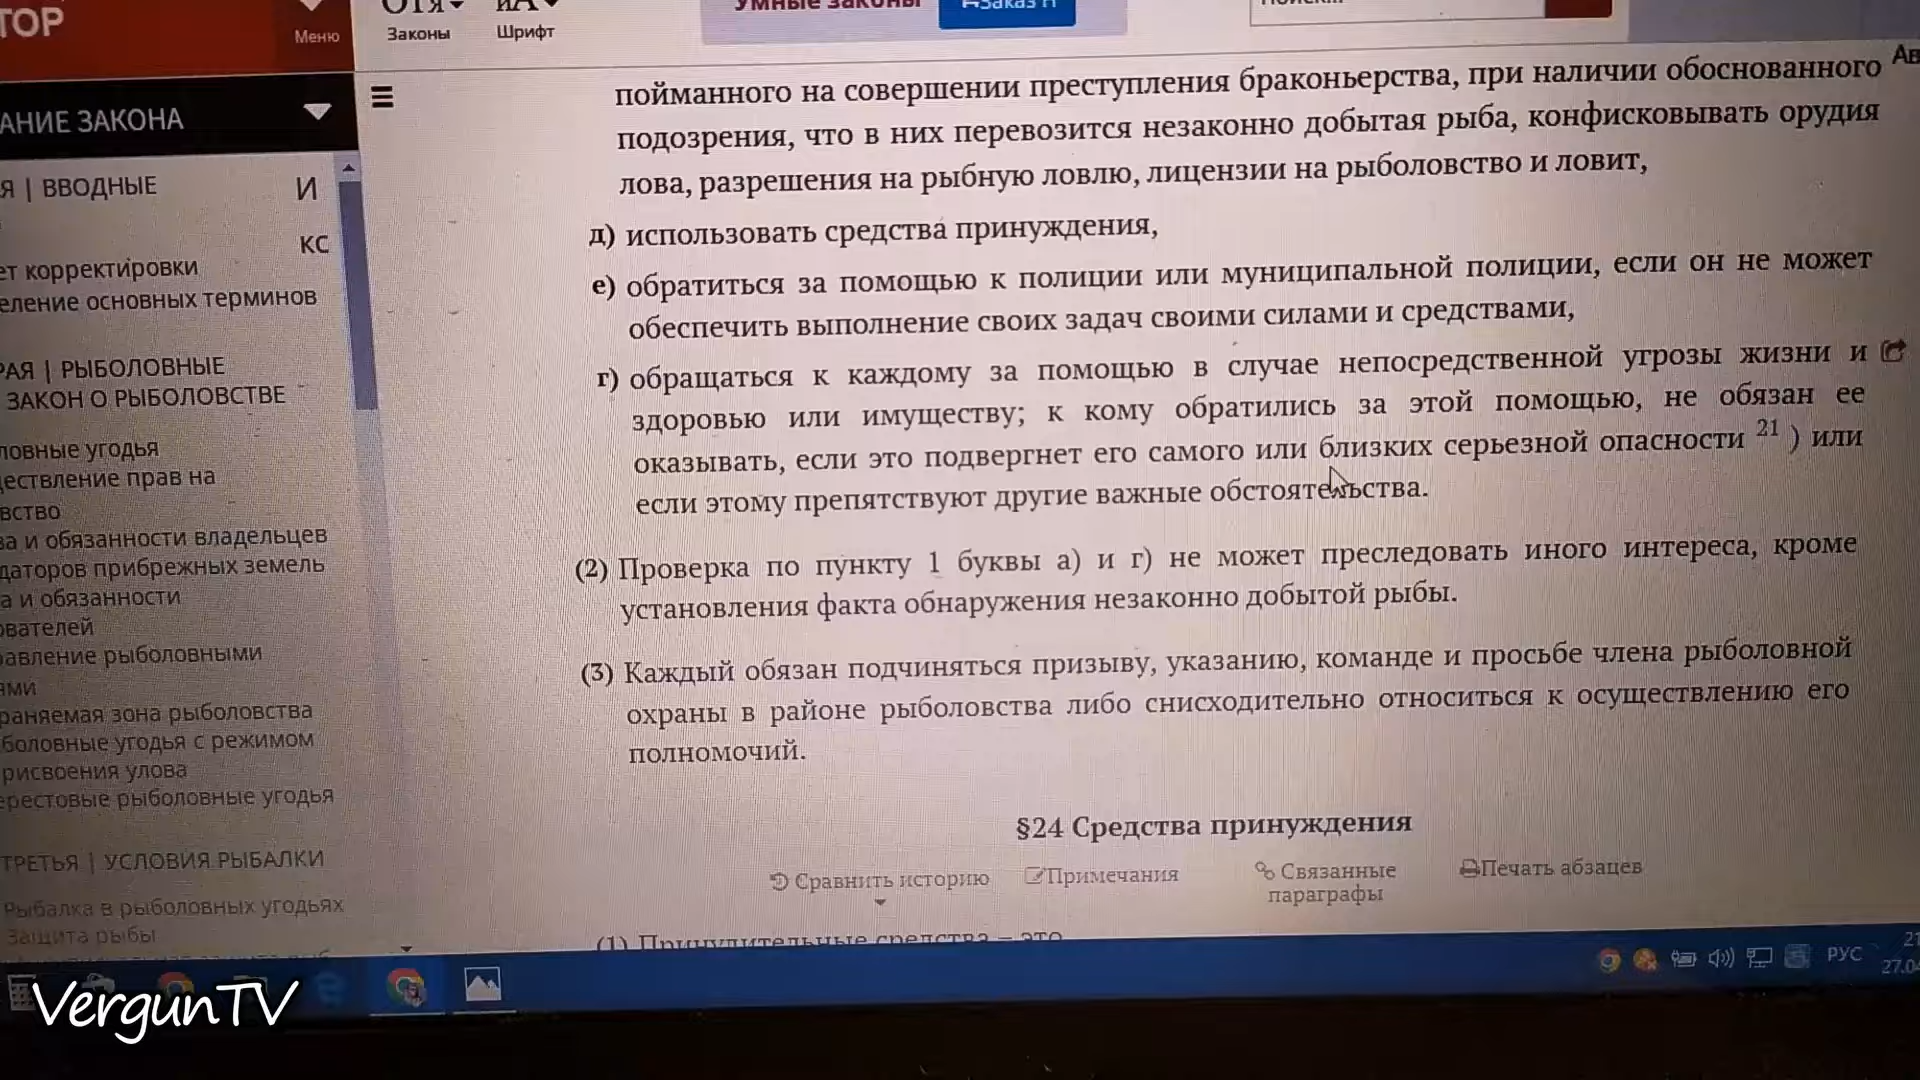 ТОР
Меню
Законы
Шрифт
Умные законы
АНИЕ ЗАКОНА
Я | ВВОДНЫЕ И
КС
ет корректировки
еление основных терминов
РАЯ | РЫБОЛОВНЫЕ
ЗАКОН О РЫБОЛОВСТВЕ
ловные угодья
ествление прав на
вство
ва и обязанности владельцев
даторов прибрежных земель
а и обязанности
ователей
равление рыболовными
ями
раняемая зона рыболовства
боловные угодья с режимом
рисвоения улова
ерестовые рыболовные угодья
ТРЕТЬЯ | УСЛОВИЯ РЫБАЛКИ
Рыбалка в рыболовных угодьях
Защита рыбы
пойманного на совершении преступления браконьерства, при наличии обоснованного
подозрения, что в них перевозится незаконно добытая рыба, конфисковывать орудия
лова, разрешения на рыбную ловлю, лицензии на рыболовство и ловит,
д) использовать средства принуждения,
е) обратиться за помощью к полиции или муниципальной полиции, если он не может
обеспечить выполнение своих задач своими силами и средствами,
г) обращаться к каждому за помощью в случае непосредственной угрозы жизни и
здоровью или имуществу; к кому обратились за этой помощью, не обязан ее
оказывать, если это подвергнет его самого или близких серьезной опасности 21 ) или
если этому препятствуют другие важные обстоятельства.
(2) Проверка по пункту 1 буквы а) и г) не может преследовать иного интереса, кроме
установления факта обнаружения незаконно добытой рыбы.
(3) Каждый обязан подчиняться призыву, указанию, команде и просьбе члена рыболовной
охраны в районе рыболовства либо снисходительно относиться к осуществлению его
полномочий.
§24 Средства принуждения
Сравнить историю
Примечания
Связанные
параграфы
Печать абзацев
(1) Принудительные средства – это
РУС
VergunTV